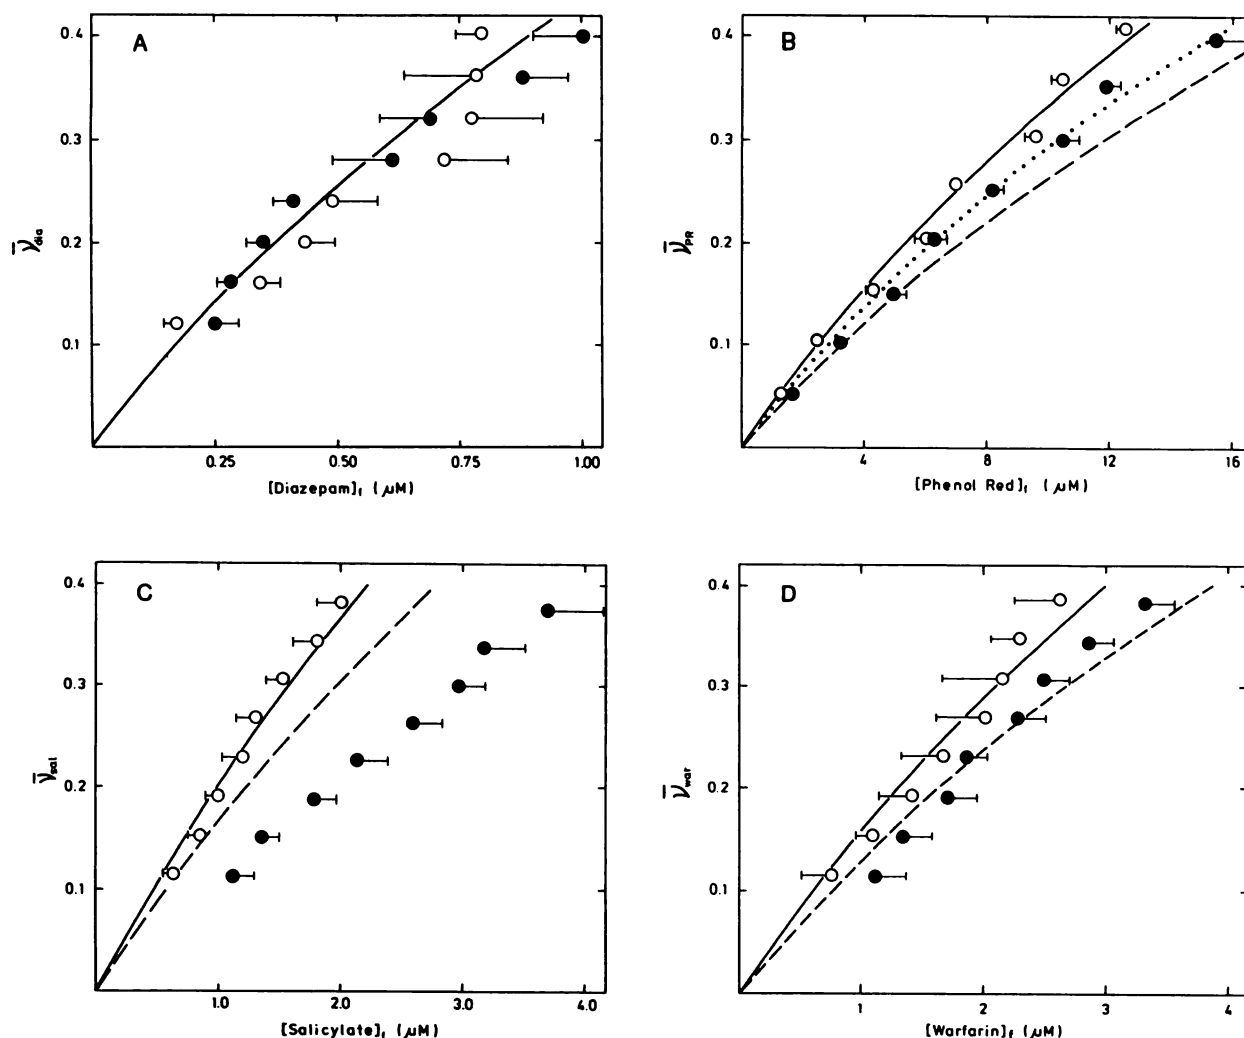 A
0.4
0.3
0.2
0.1
ν̄dia
0.25 0.50 0.75 1.00
[Diazepam]f (μM)
B
0.4
0.3
0.2
0.1
ν̄PR
4 8 12 16
[Phenol Red]f (μM)
C
0.4
0.3
0.2
0.1
ν̄sal
1.0 2.0 3.0 4.0
[Salicylate]f (μM)
D
0.4
0.3
0.2
0.1
ν̄war
1 2 3 4
[Warfarin]f (μM)